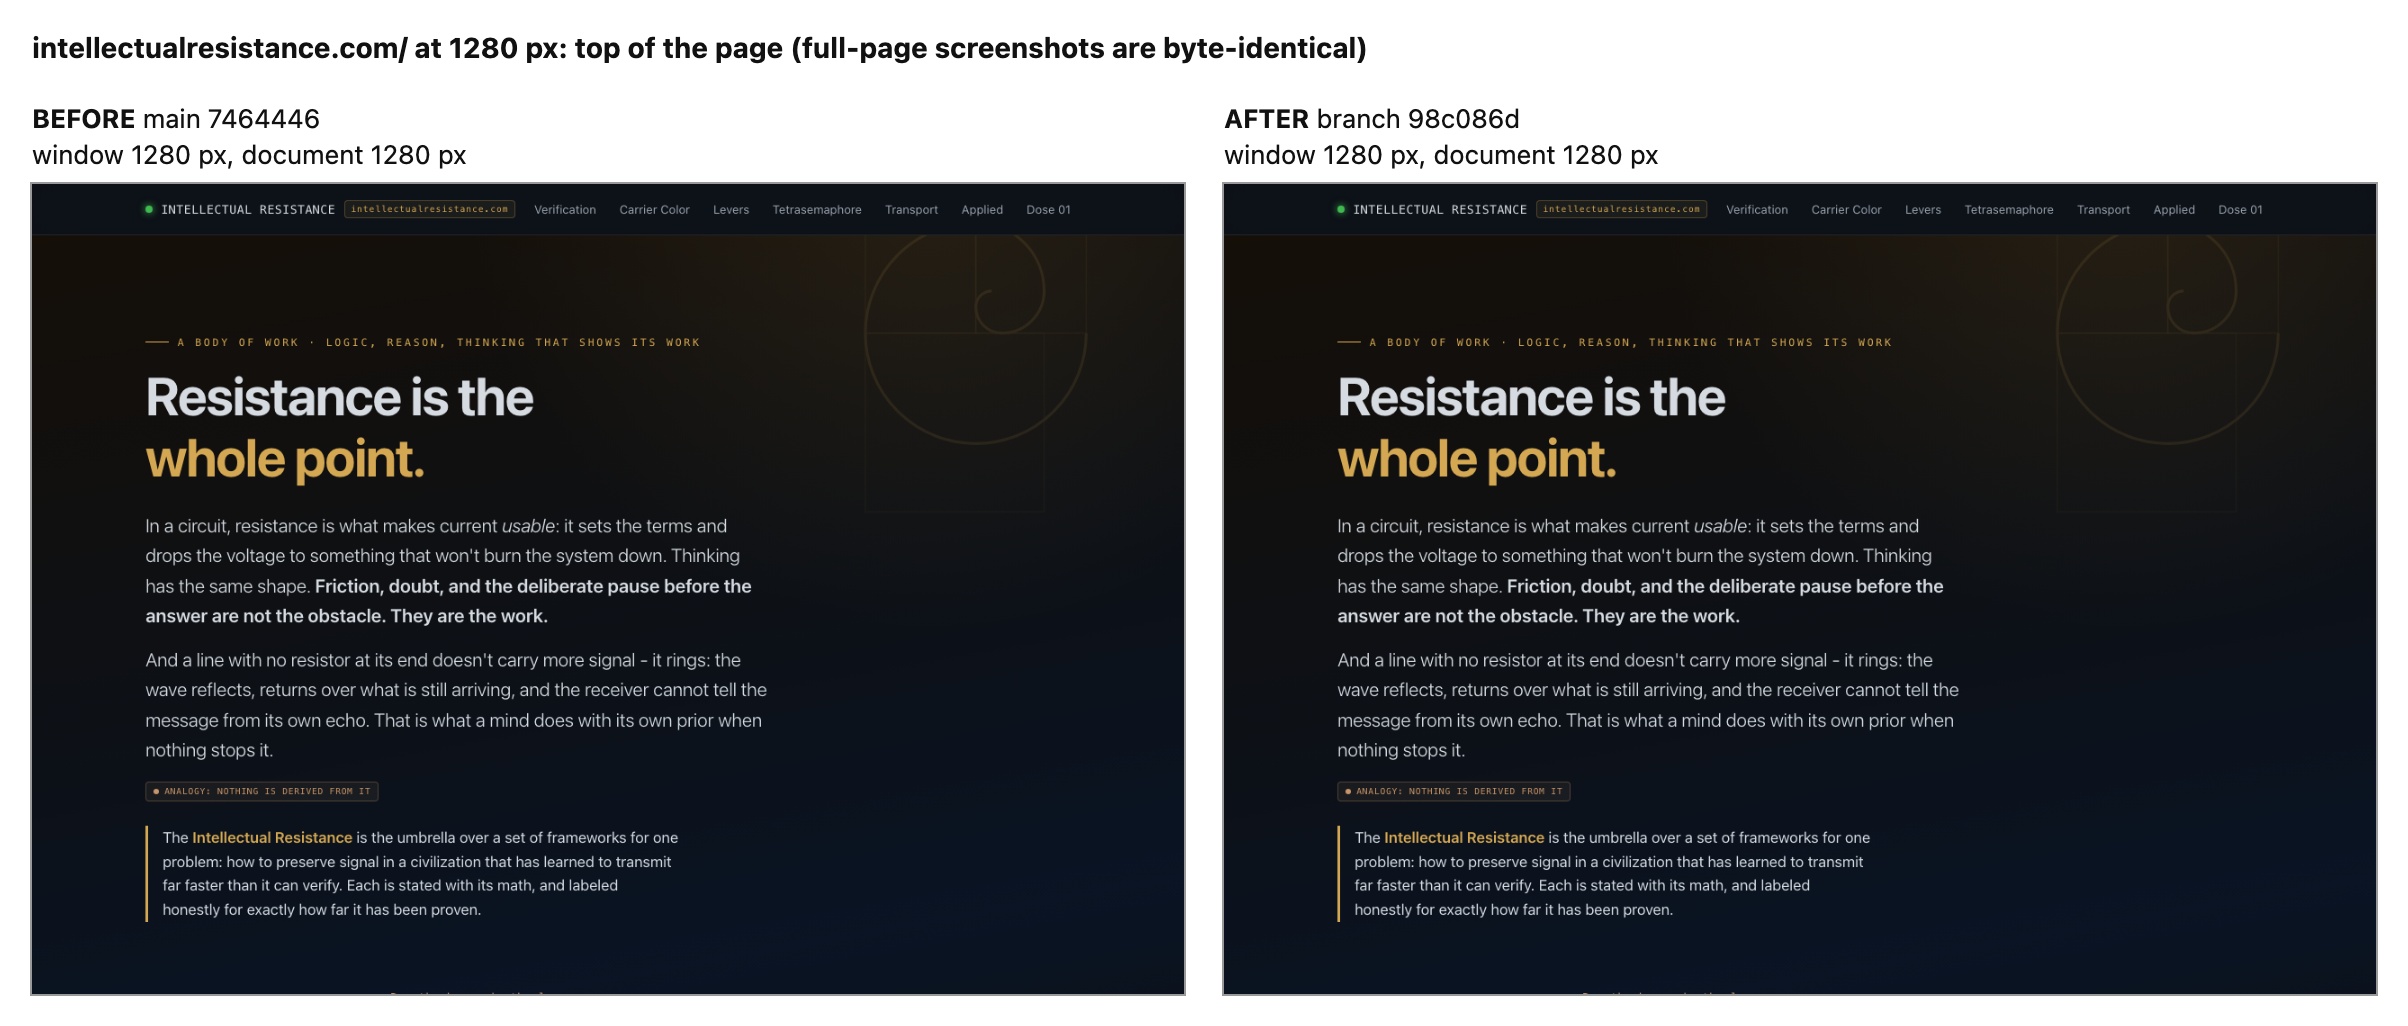 intellectualresistance.com/ at 1280 px: top of the page (full-page screenshots are byte-identical)
BEFORE main 7464446
window 1280 px, document 1280 px
INTELLECTUAL RESISTANCE intellectualresistance.com Verification Carrier Color Levers Tetrasemaphore Transport Applied Dose 01
A BODY OF WORK · LOGIC, REASON, THINKING THAT SHOWS ITS WORK
Resistance is the
whole point.
In a circuit, resistance is what makes current usable: it sets the terms and
drops the voltage to something that won't burn the system down. Thinking
has the same shape. Friction, doubt, and the deliberate pause before the
answer are not the obstacle. They are the work.
And a line with no resistor at its end doesn't carry more signal - it rings: the
wave reflects, returns over what is still arriving, and the receiver cannot tell the
message from its own echo. That is what a mind does with its own prior when
nothing stops it.
ANALOGY: NOTHING IS DERIVED FROM IT
The Intellectual Resistance is the umbrella over a set of frameworks for one
problem: how to preserve signal in a civilization that has learned to transmit
far faster than it can verify. Each is stated with its math, and labeled
honestly for exactly how far it has been proven.
AFTER branch 98c086d
window 1280 px, document 1280 px
INTELLECTUAL RESISTANCE intellectualresistance.com Verification Carrier Color Levers Tetrasemaphore Transport Applied Dose 01
A BODY OF WORK · LOGIC, REASON, THINKING THAT SHOWS ITS WORK
Resistance is the
whole point.
In a circuit, resistance is what makes current usable: it sets the terms and
drops the voltage to something that won't burn the system down. Thinking
has the same shape. Friction, doubt, and the deliberate pause before the
answer are not the obstacle. They are the work.
And a line with no resistor at its end doesn't carry more signal - it rings: the
wave reflects, returns over what is still arriving, and the receiver cannot tell the
message from its own echo. That is what a mind does with its own prior when
nothing stops it.
ANALOGY: NOTHING IS DERIVED FROM IT
The Intellectual Resistance is the umbrella over a set of frameworks for one
problem: how to preserve signal in a civilization that has learned to transmit
far faster than it can verify. Each is stated with its math, and labeled
honestly for exactly how far it has been proven.